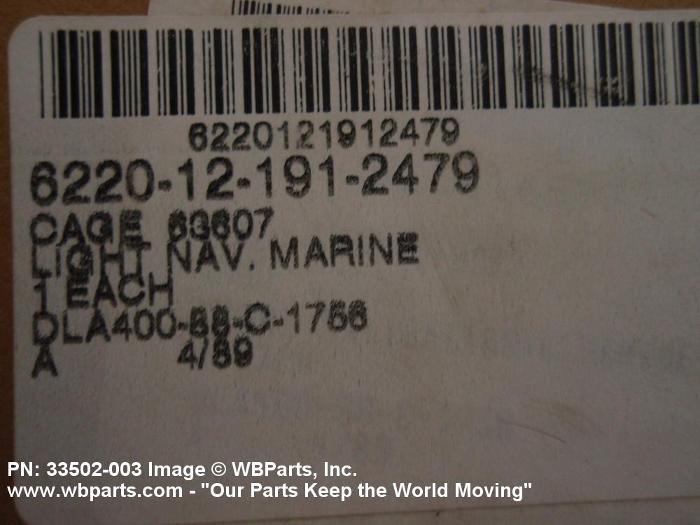 6220121912479
6220-12-191-2479
CAGE 63607
LIGHT NAV. MARINE
1 EACH
DLA400-88-C-1756
A 4/89
PN: 33502-003 Image © WBParts, Inc.
www.wbparts.com - "Our Parts Keep the World Moving"